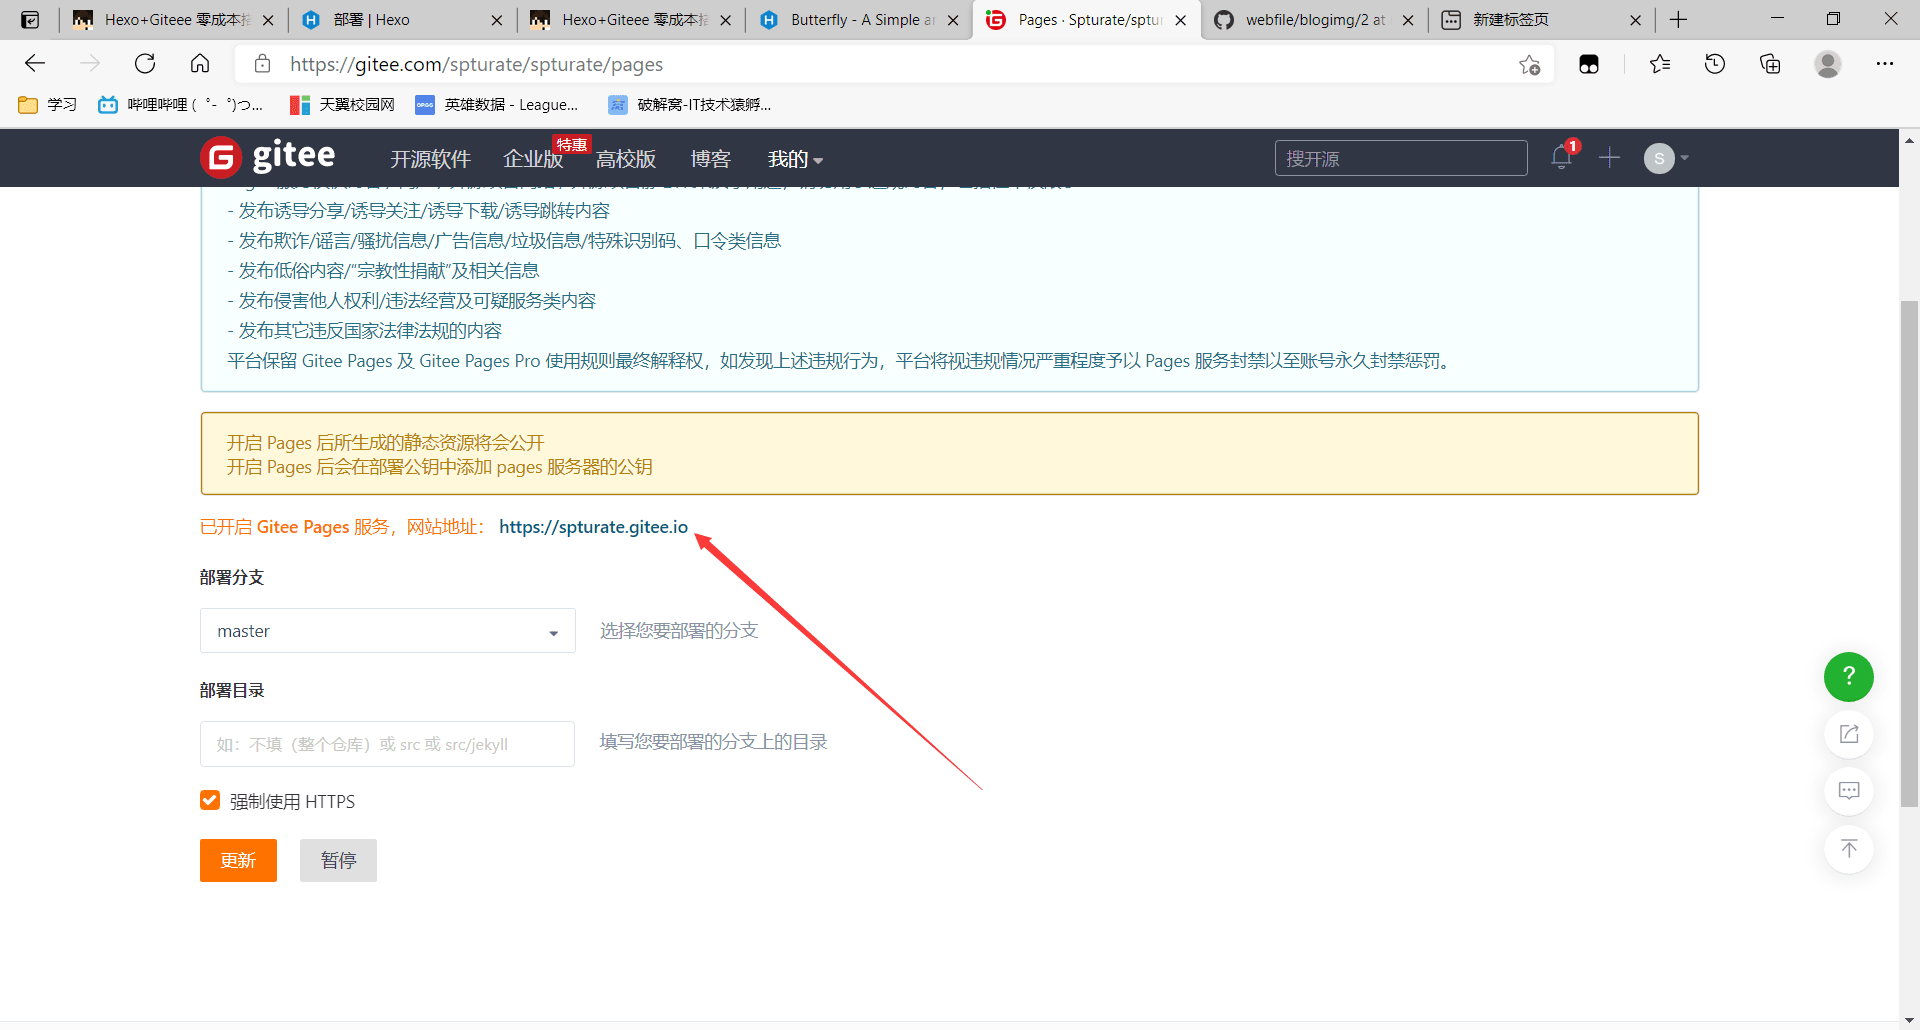 Hexo+Giteee 零成本搭
部署 | Hexo
Hexo+Giteee 零成本搭
Butterfly - A Simple an
Pages · Spturate/sptur
webfile/blogimg/2 at
新建标签页
https://gitee.com/spturate/spturate/pages
学习
哔哩哔哩 (゜-゜)つ...
天翼校园网
OPGG
英雄数据 - League...
破解窝-IT技术猿孵...
gitee
开源软件
企业版
特惠
高校版
博客
我的
搜开源
1
S
- 发布诱导分享/诱导关注/诱导下载/诱导跳转内容
- 发布欺诈/谣言/骚扰信息/广告信息/垃圾信息/特殊识别码、口令类信息
- 发布低俗内容/“宗教性捐献”及相关信息
- 发布侵害他人权利/违法经营及可疑服务类内容
- 发布其它违反国家法律法规的内容
平台保留 Gitee Pages 及 Gitee Pages Pro 使用规则最终解释权，如发现上述违规行为，平台将视违规情况严重程度予以 Pages 服务封禁以至账号永久封禁惩罚。
开启 Pages 后所生成的静态资源将会公开
开启 Pages 后会在部署公钥中添加 pages 服务器的公钥
已开启 Gitee Pages 服务，网站地址： https://spturate.gitee.io
部署分支
master
选择您要部署的分支
部署目录
如：不填（整个仓库）或 src 或 src/jekyll
填写您要部署的分支上的目录
强制使用 HTTPS
更新
暂停
?